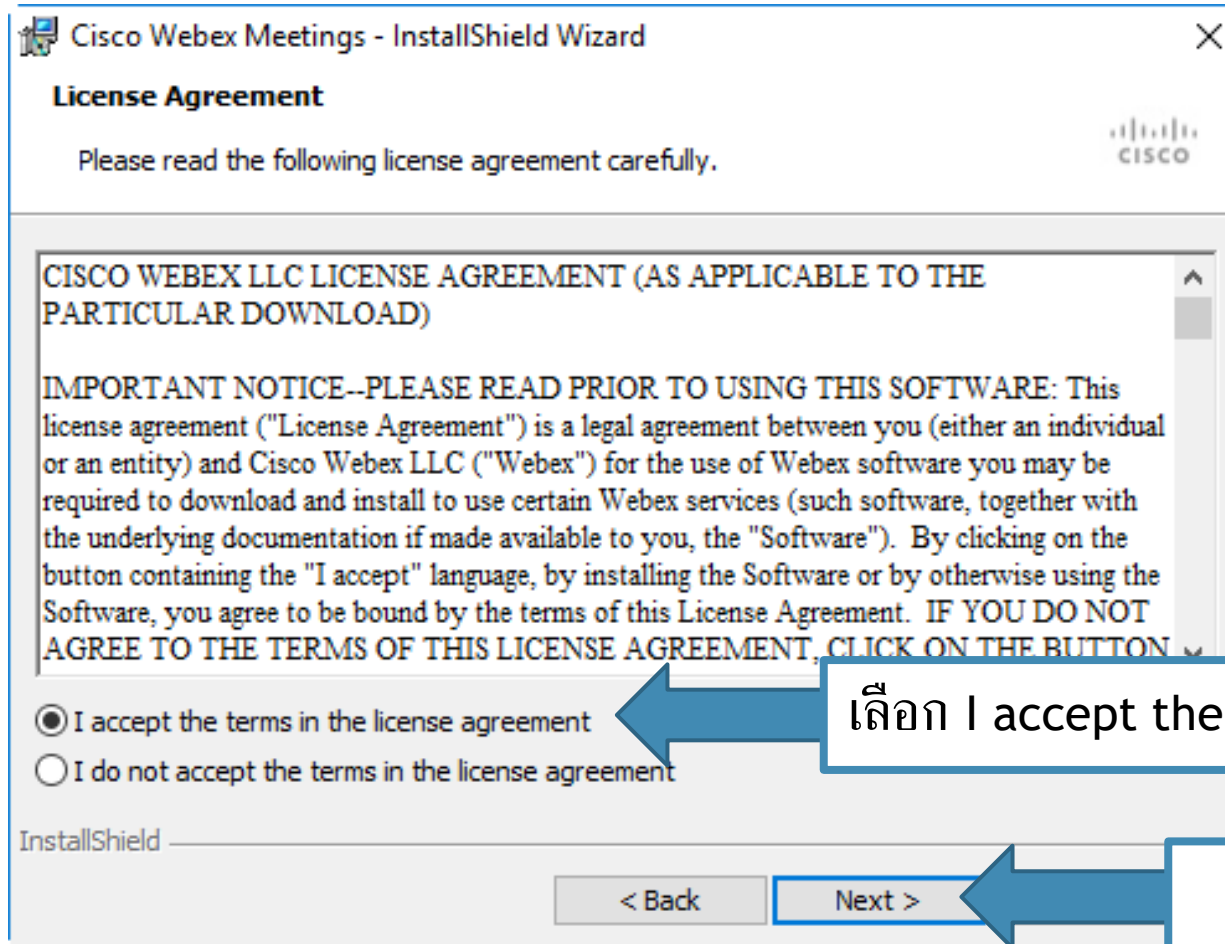 Cisco Webex Meetings - InstallShield Wizard
License Agreement
Please read the following license agreement carefully.
CISCO
CISCO WEBEX LLC LICENSE AGREEMENT (AS APPLICABLE TO THE
PARTICULAR DOWNLOAD)
IMPORTANT NOTICE--PLEASE READ PRIOR TO USING THIS SOFTWARE: This
license agreement ("License Agreement") is a legal agreement between you (either an individual
or an entity) and Cisco Webex LLC ("Webex") for the use of Webex software you may be
required to download and install to use certain Webex services (such software, together with
the underlying documentation if made available to you, the "Software").  By clicking on the
button containing the "I accept" language, by installing the Software or by otherwise using the
Software, you agree to be bound by the terms of this License Agreement.  IF YOU DO NOT
AGREE TO THE TERMS OF THIS LICENSE AGREEMENT, CLICK ON THE BUTTON
I accept the terms in the license agreement
เลือก I accept the
I do not accept the terms in the license agreement
InstallShield
< Back
Next >